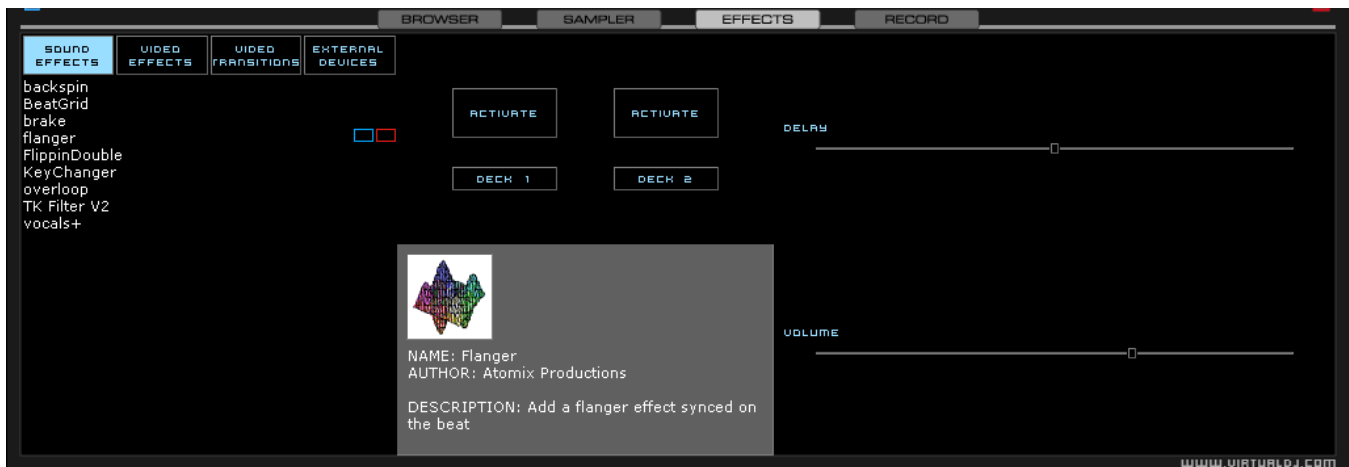 BROWSER SAMPLER EFFECTS RECORD
SOUND EFFECTS
VIDEO EFFECTS
VIDEO TRANSITIONS
EXTERNAL DEVICES
backspin
BeatGrid
brake
flanger
FlippinDouble
KeyChanger
overloop
TK Filter V2
vocals+
ACTIVATE ACTIVATE
DECK 1 DECK 2
DELAY
VOLUME
NAME: Flanger
AUTHOR: Atomix Productions
DESCRIPTION: Add a flanger effect synced on
the beat
WWW.VIRTUALDJ.COM